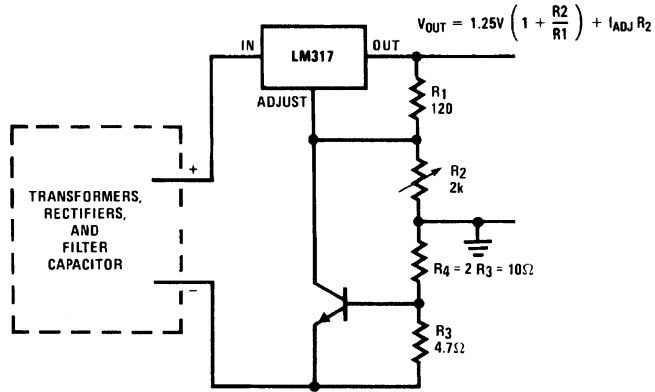 V_OUT = 1.25V (1 + R2/R1) + I_ADJ R2
IN
LM317
OUT
ADJUST
R1
120
+
R2
2k
TRANSFORMERS,
RECTIFIERS,
AND
FILTER
CAPACITOR
R4 = 2 R3 = 10Ω
−
R3
4.7Ω